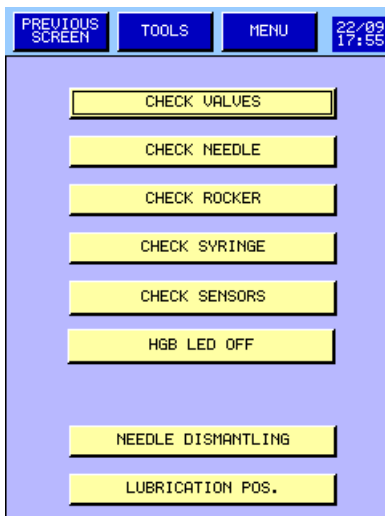 PREVIOUS SCREEN TOOLS MENU 22/09 17:55
CHECK VALVES
CHECK NEEDLE
CHECK ROCKER
CHECK SYRINGE
CHECK SENSORS
HGB LED OFF
NEEDLE DISMANTLING
LUBRICATION POS.